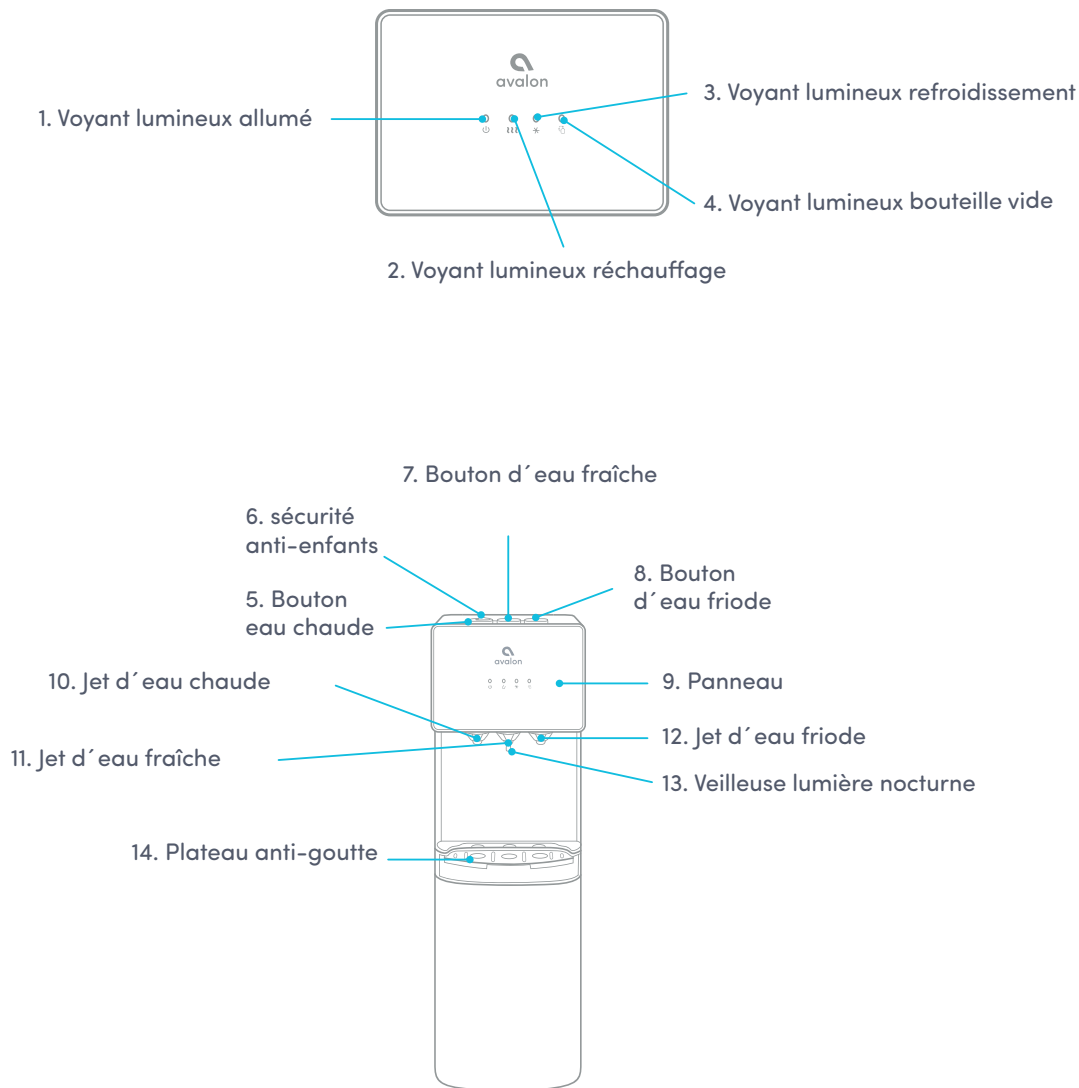 avalon
1. Voyant lumineux allumé
3. Voyant lumineux refroidissement
4. Voyant lumineux bouteille vide
2. Voyant lumineux réchauffage
7. Bouton d´eau fraîche
6. sécurité
anti-enfants
8. Bouton
d´eau friode
5. Bouton
eau chaude
avalon
10. Jet d´eau chaude
9. Panneau
11. Jet d´eau fraîche
12. Jet d´eau friode
13. Veilleuse lumière nocturne
14. Plateau anti-goutte